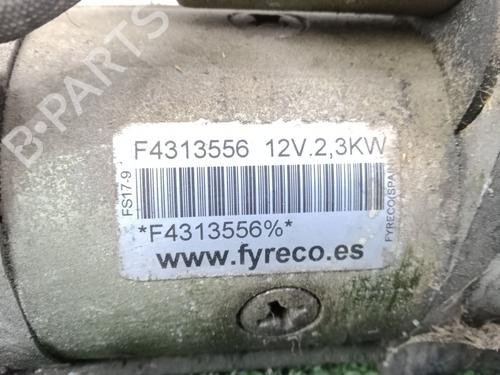 F4313556 12V.2,3KW
FS17-9
*F4313556%*
www.fyreco.es
FYRECO(SPAIN)
B-PARTS